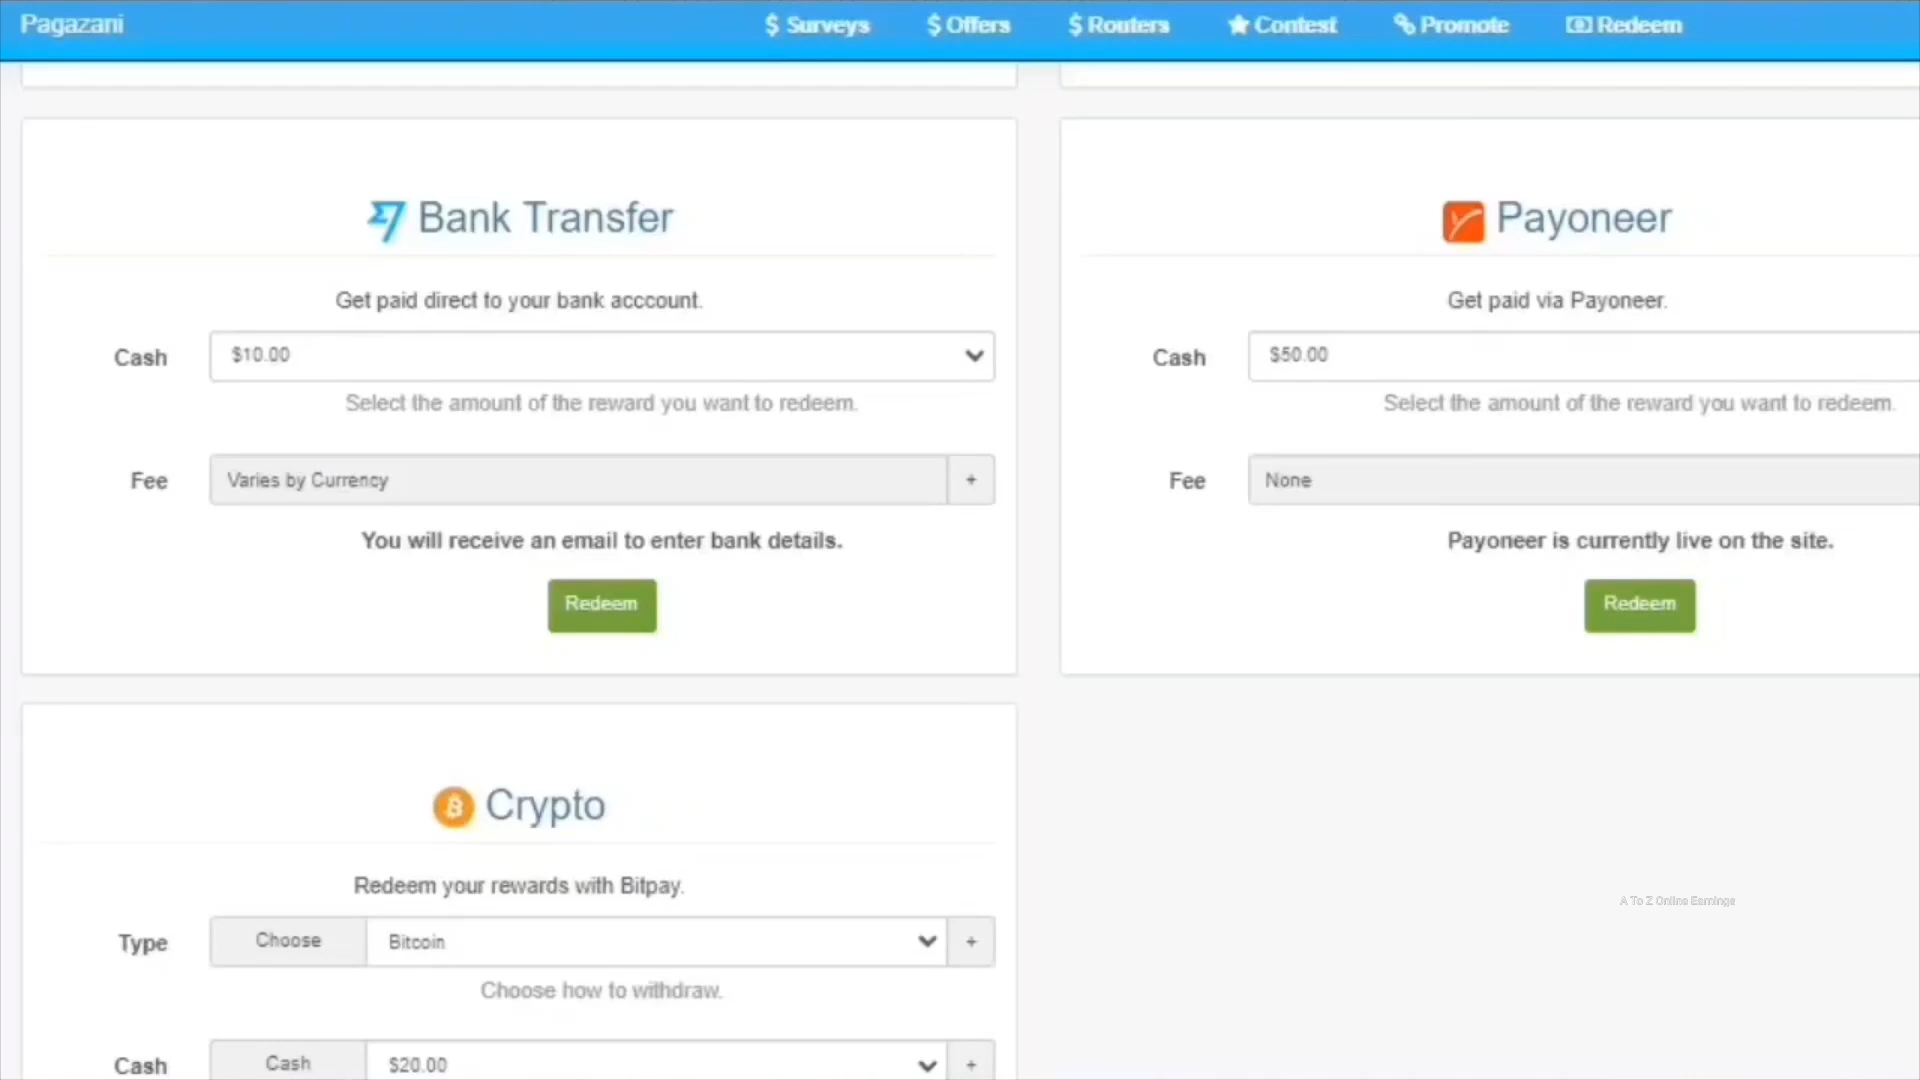 Pagazani
$ Surveys
$ Offers
$ Routers
Contest
Promote
Redeem
Bank Transfer
Get paid direct to your bank acccount.
Cash
$10.00
Select the amount of the reward you want to redeem.
Fee
Varies by Currency
+
You will receive an email to enter bank details.
Redeem
Payoneer
Get paid via Payoneer.
Cash
$50.00
Select the amount of the reward you want to redeem.
Fee
None
Payoneer is currently live on the site.
Redeem
Crypto
Redeem your rewards with Bitpay.
Type
Choose
Bitcoin
+
Choose how to withdraw.
Cash
Cash
$20.00
+
A To Z Online Earnings